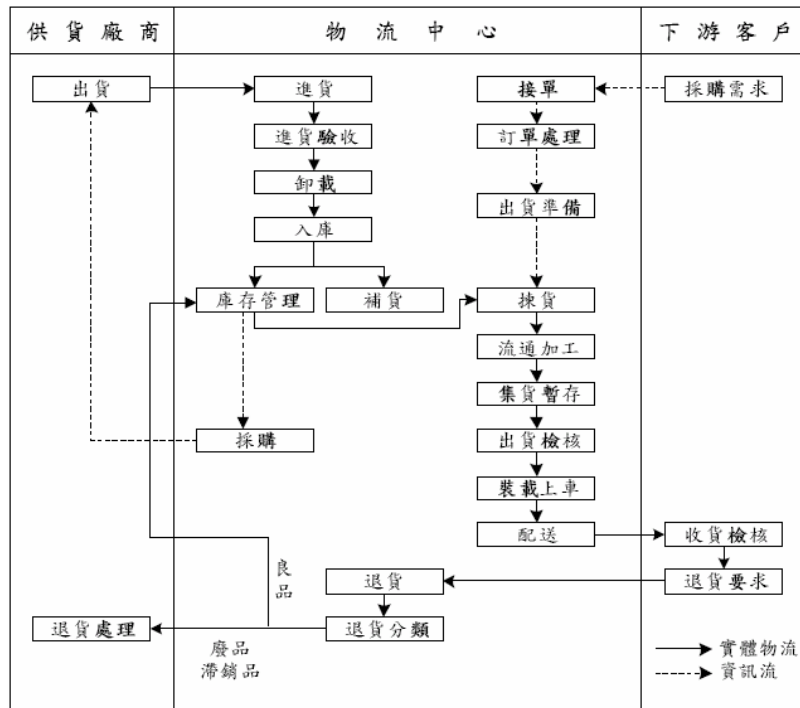 供貨廠商
物流中心
下游客戶
出貨
進貨
接單
採購需求
進貨驗收
訂單處理
卸載
出貨準備
入庫
庫存管理
補貨
揀貨
流通加工
集貨暫存
採購
出貨檢核
裝載上車
配送
收貨檢核
良
品
退貨
退貨要求
退貨處理
退貨分類
廢品
滯銷品
實體物流
資訊流